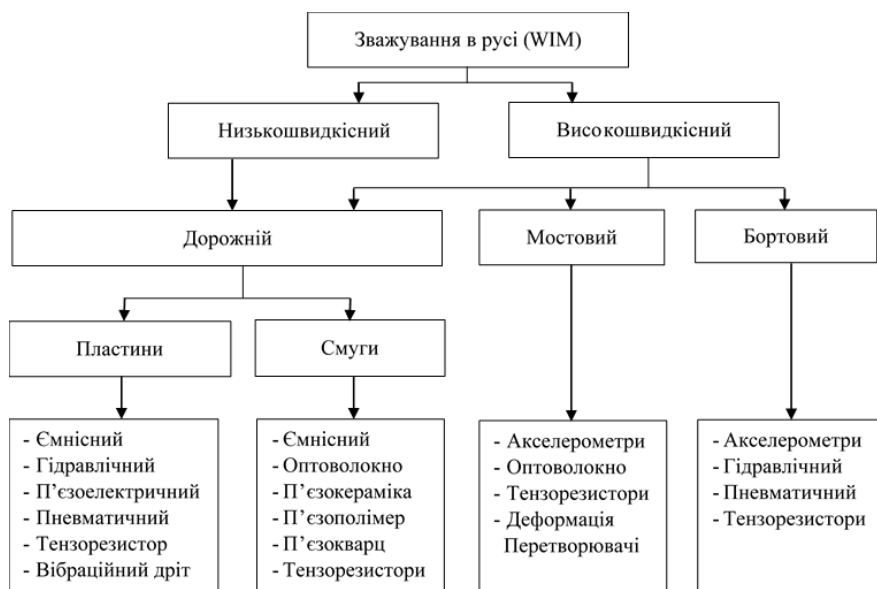 Зважування в русі (WIM)
Низькошвидкісний
Високошвидкісний
Дорожній
Мостовий
Бортовий
Пластини
Смуги
- Ємнісний
- Гідравлічний
- П’єзоелектричний
- Пневматичний
- Тензорезистор
- Вібраційний дріт
- Ємнісний
- Оптоволокно
- П’єзокераміка
- П’єзополімер
- П’єзокварц
- Тензорезистори
- Акселерометри
- Оптоволокно
- Тензорезистори
- Деформація
Перетворювачі
- Акселерометри
- Гідравлічний
- Пневматичний
- Тензорезистори